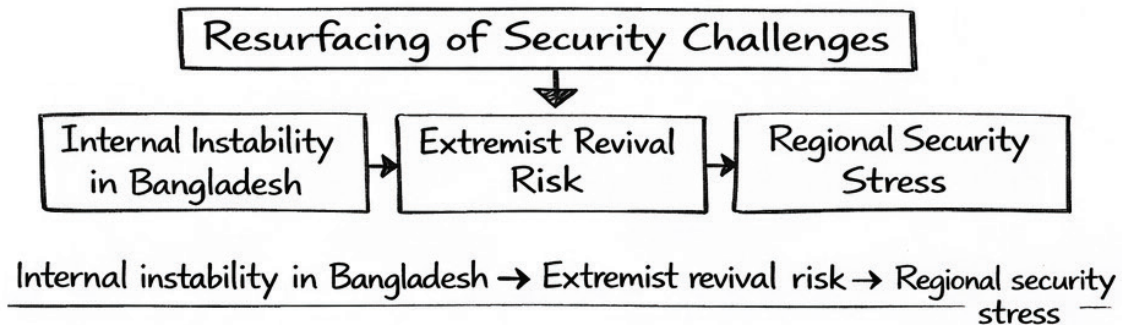 Resurfacing of Security Challenges
Internal Instability
in Bangladesh
Extremist Revival
Risk
Regional Security
Stress
Internal instability in Bangladesh → Extremist revival risk → Regional security
stress